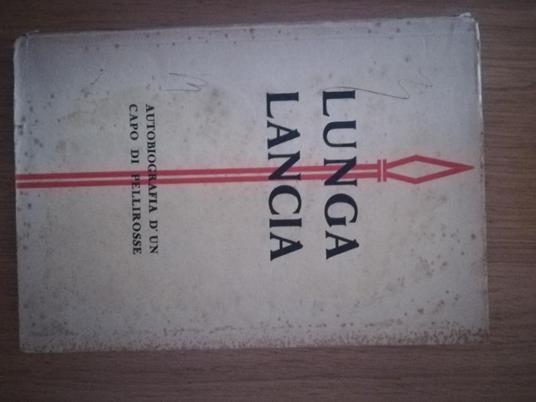 LUNGA
LANCIA
AUTOBIOGRAFIA D'UN
CAPO DI PELLIROSSE